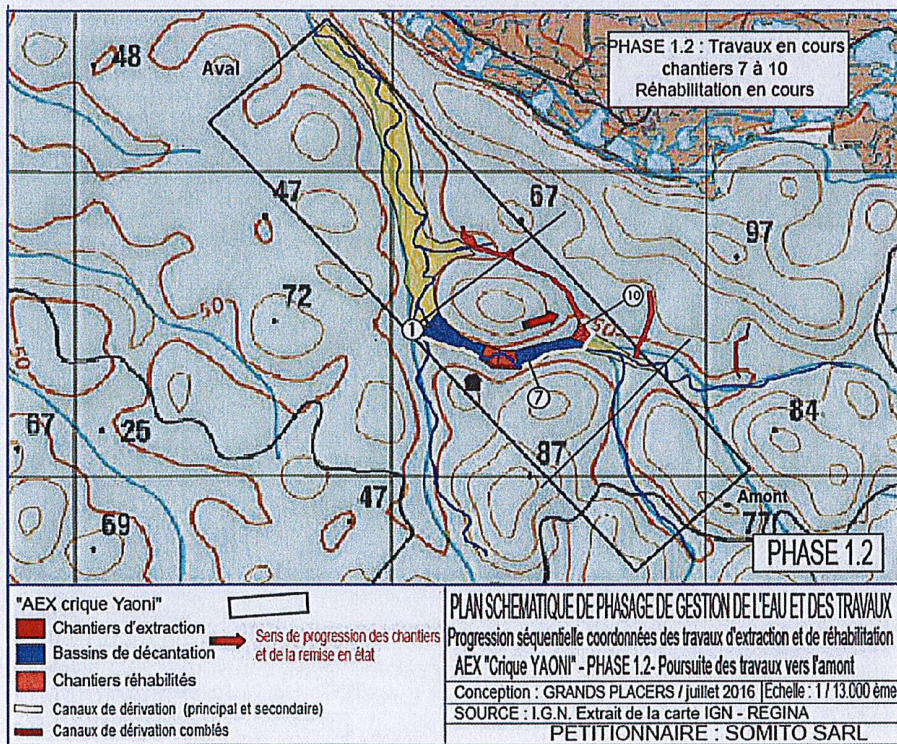 PHASE 1.2 : Travaux en cours
chantiers 7 à 10
Réhabilitation en cours
48
Aval
47
67
97
72
50
50
50
1
10
7
67
25
87
84
47
69
Amont
77
PHASE 1.2
"AEX crique Yaoni"
Chantiers d'extraction
Bassins de décantation
Chantiers réhabilités
Sens de progression des chantiers
et de la remise en état
Canaux de dérivation (principal et secondaire)
Canaux de dérivation comblés
PLAN SCHEMATIQUE DE PHASAGE DE GESTION DE L'EAU ET DES TRAVAUX
Progression séquentielle coordonnées des travaux d'extraction et de réhabilitation
AEX "Crique YAONI" - PHASE 1.2- Poursuite des travaux vers l'amont
Conception : GRANDS PLACERS / juillet 2016 Echelle : 1 / 13.000 ème
SOURCE : I.G.N. Extrait de la carte IGN - REGINA
PETITIONNAIRE : SOMITO SARL